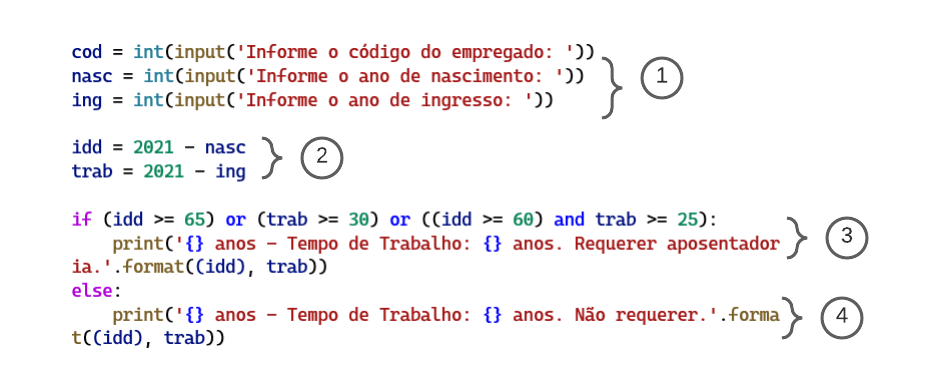 cod = int(input('Informe o código do empregado: '))
nasc = int(input('Informe o ano de nascimento: '))
ing = int(input('Informe o ano de ingresso: '))
1
idd = 2021 - nasc
trab = 2021 - ing
2
if (idd >= 65) or (trab >= 30) or ((idd >= 60) and trab >= 25):
    print('{} anos - Tempo de Trabalho: {} anos. Requerer aposentador
ia.'.format((idd), trab))
3
else:
    print('{} anos - Tempo de Trabalho: {} anos. Não requerer.'.forma
t((idd), trab))
4